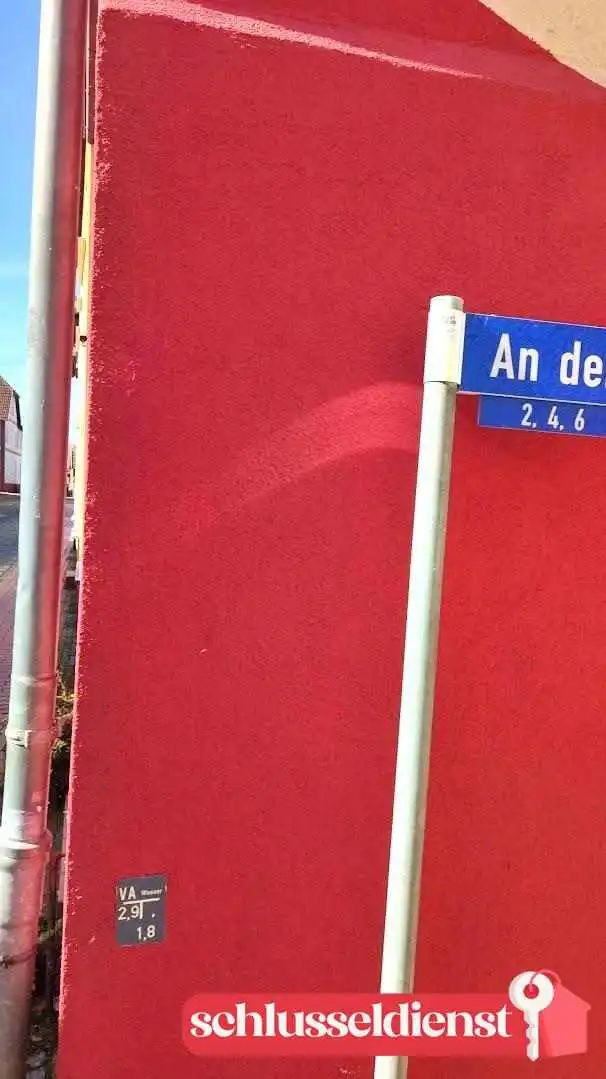 An de
2, 4, 6
VA Wasser
2,9
1,8
schlusseldienst